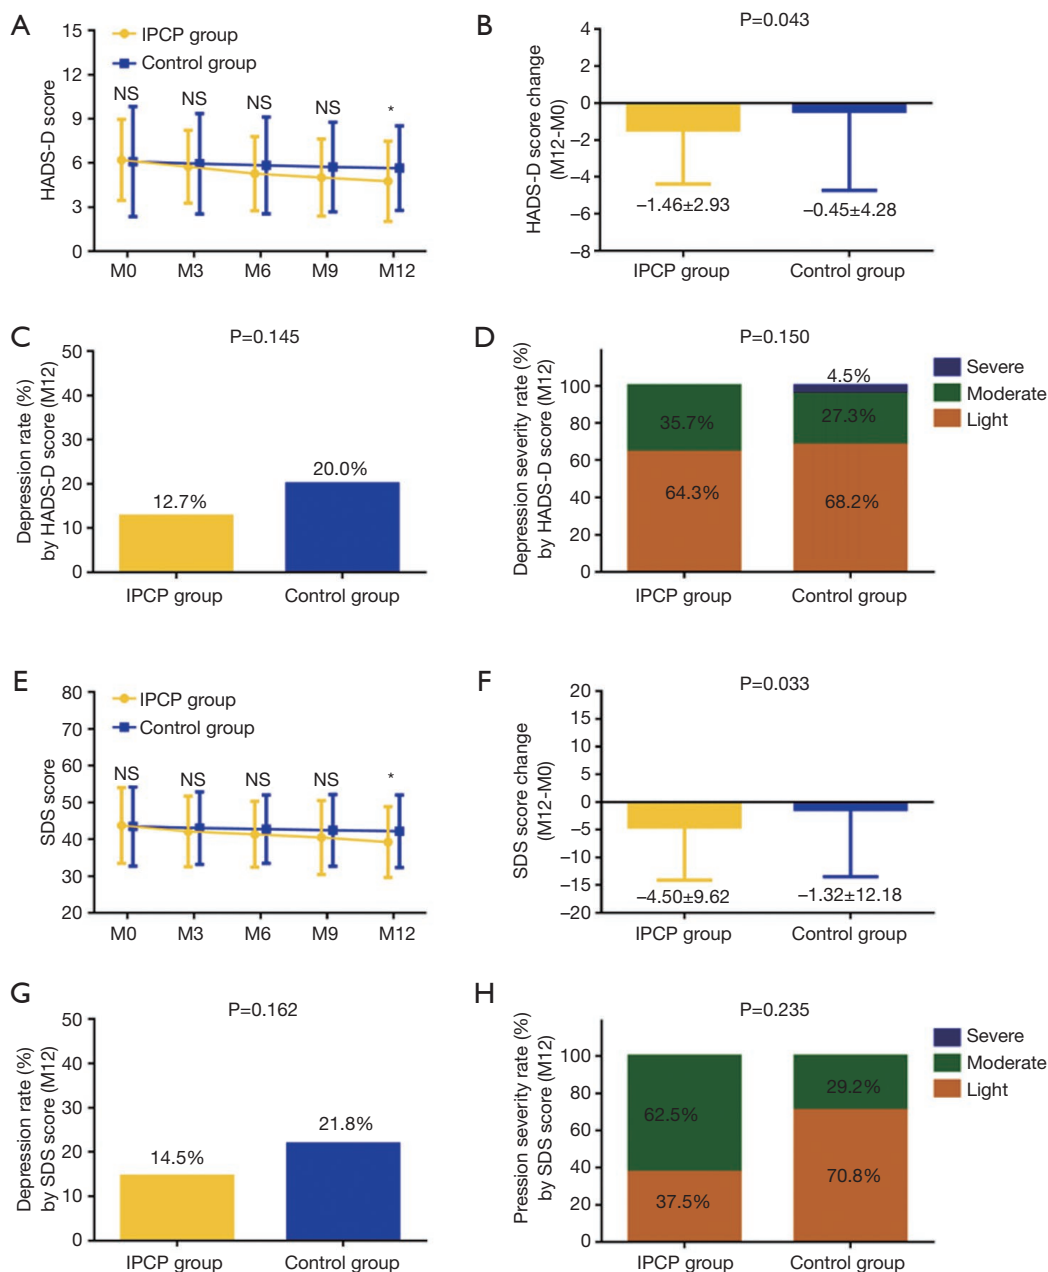 A
HADS-D score
15
12
9
6
3
0
IPCP group
Control group
NS
NS
NS
NS
*
M0
M3
M6
M9
M12
B
P=0.043
HADS-D score change
(M12-M0)
4
2
0
−2
−4
−6
−8
−1.46±2.93
−0.45±4.28
IPCP group
Control group
C
P=0.145
Depression rate (%)
by HADS-D score (M12)
50
40
30
20
10
0
12.7%
20.0%
IPCP group
Control group
D
P=0.150
Depression severity rate (%)
by HADS-D score (M12)
100
80
60
40
20
0
4.5%
35.7%
27.3%
64.3%
68.2%
IPCP group
Control group
Severe
Moderate
Light
E
SDS score
80
70
60
50
40
30
20
IPCP group
Control group
NS
NS
NS
NS
*
M0
M3
M6
M9
M12
F
P=0.033
SDS score change
(M12-M0)
20
15
10
5
0
−5
−10
−15
−20
−4.50±9.62
−1.32±12.18
IPCP group
Control group
G
P=0.162
Depression rate (%)
by SDS score (M12)
50
40
30
20
10
0
14.5%
21.8%
IPCP group
Control group
H
P=0.235
Pression severity rate (%)
by SDS score (M12)
100
80
60
40
20
0
62.5%
29.2%
37.5%
70.8%
IPCP group
Control group
Severe
Moderate
Light